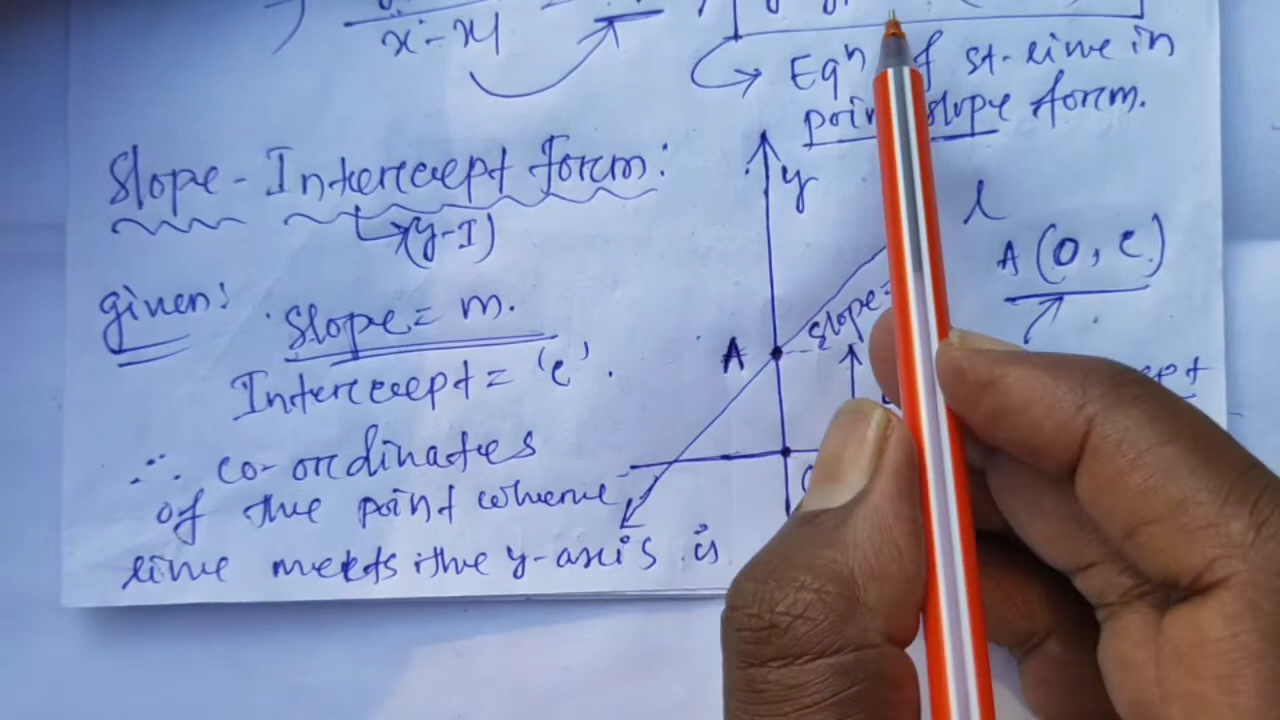 x - x1
Eqn of st. line in
point slope form.
Slope - Intercept form:
(y-I)
y
l
A (0, c)
given:
Slope = m.
Slope =
A
Intercept = 'c'.
∴ co-ordinates
of the point where
line meets the y-axis is